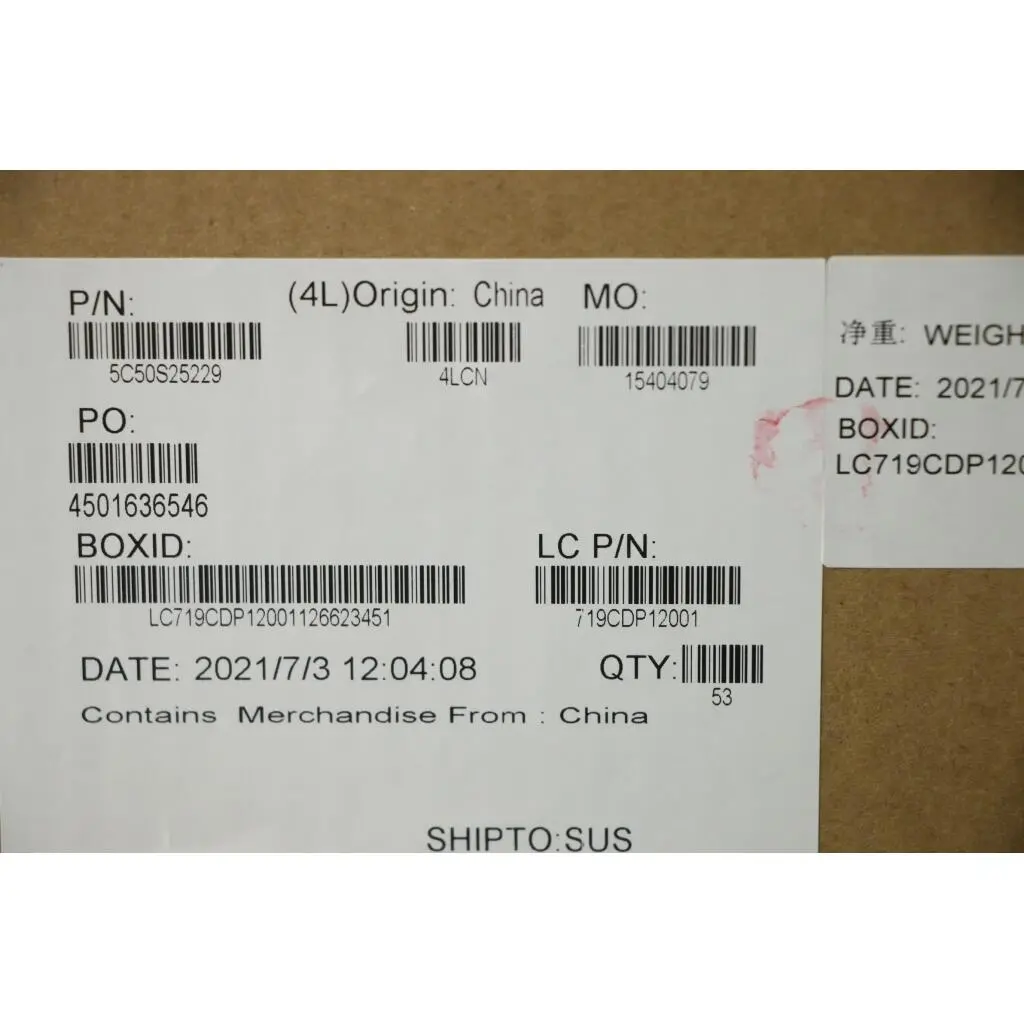 P/N:
(4L)Origin: China
MO:
5C50S25229
4LCN
15404079
PO:
4501636546
BOXID:
LC P/N:
LC719CDP12001126623451
719CDP12001
DATE: 2021/7/3 12:04:08
QTY:
53
Contains Merchandise From : China
SHIPTO:SUS
净重: WEIGH
DATE: 2021/7
BOXID:
LC719CDP120